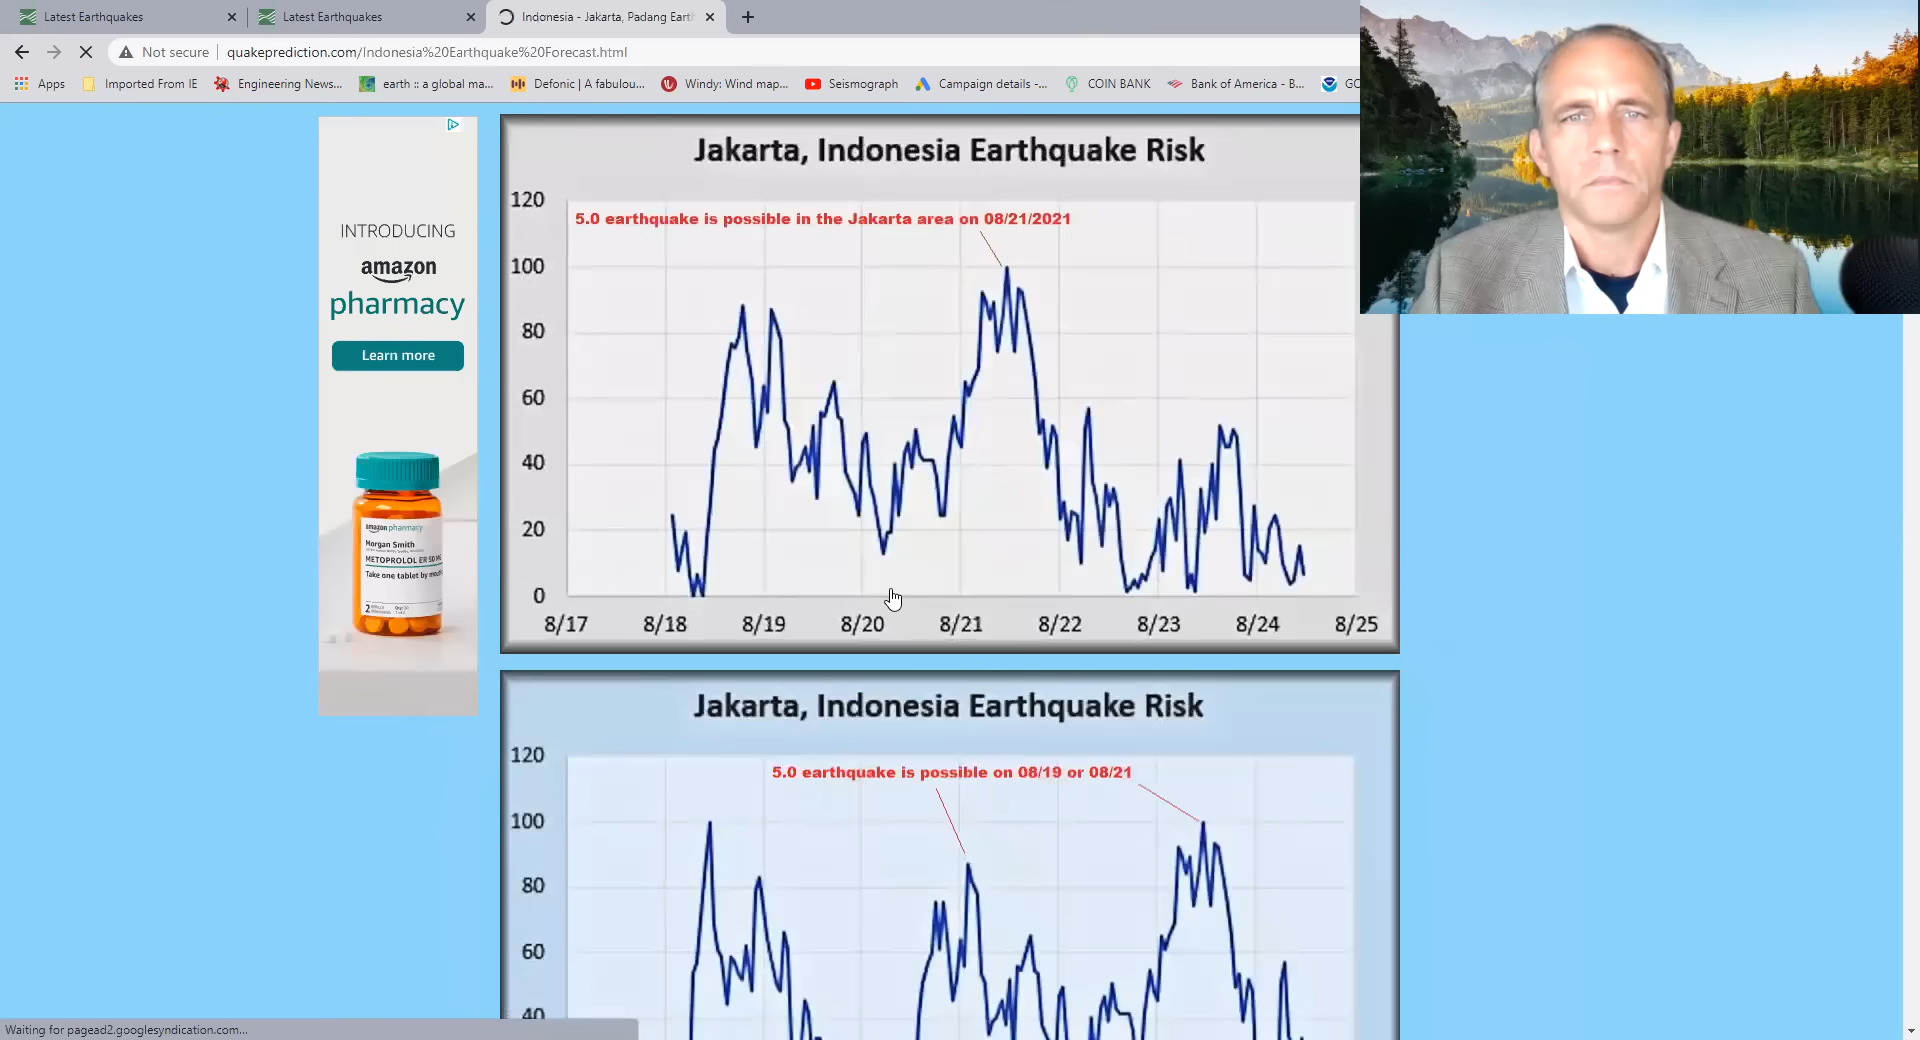 Latest Earthquakes
Latest Earthquakes
Indonesia - Jakarta, Padang Eart
Not secure
quakeprediction.com/Indonesia%20Earthquake%20Forecast.html
Apps
Imported From IE
Engineering News...
earth :: a global ma...
Defonic | A fabulou...
Windy: Wind map...
Seismograph
Campaign details -...
COIN BANK
Bank of America - B...
GO
INTRODUCING
amazon
pharmacy
Learn more
amazon pharmacy
Morgan Smith
METOPROLOL ER 50 M
Take one tablet by mout
2
Jakarta, Indonesia Earthquake Risk
5.0 earthquake is possible in the Jakarta area on 08/21/2021
120
100
80
60
40
20
0
8/17 8/18 8/19 8/20 8/21 8/22 8/23 8/24 8/25
Jakarta, Indonesia Earthquake Risk
5.0 earthquake is possible on 08/19 or 08/21
120
100
80
60
40
Waiting for pagead2.googlesyndication.com...